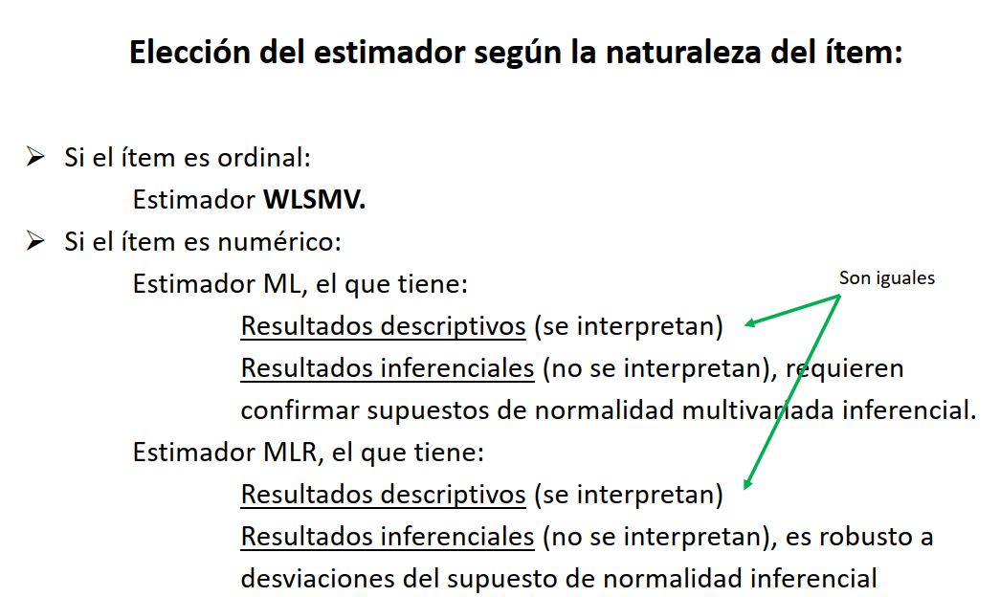 Elección del estimador según la naturaleza del ítem:
Si el ítem es ordinal:
Estimador WLSMV.
Si el ítem es numérico:
Estimador ML, el que tiene:
Son iguales
Resultados descriptivos (se interpretan)
Resultados inferenciales (no se interpretan), requieren
confirmar supuestos de normalidad multivariada inferencial.
Estimador MLR, el que tiene:
Resultados descriptivos (se interpretan)
Resultados inferenciales (no se interpretan), es robusto a
desviaciones del supuesto de normalidad inferencial